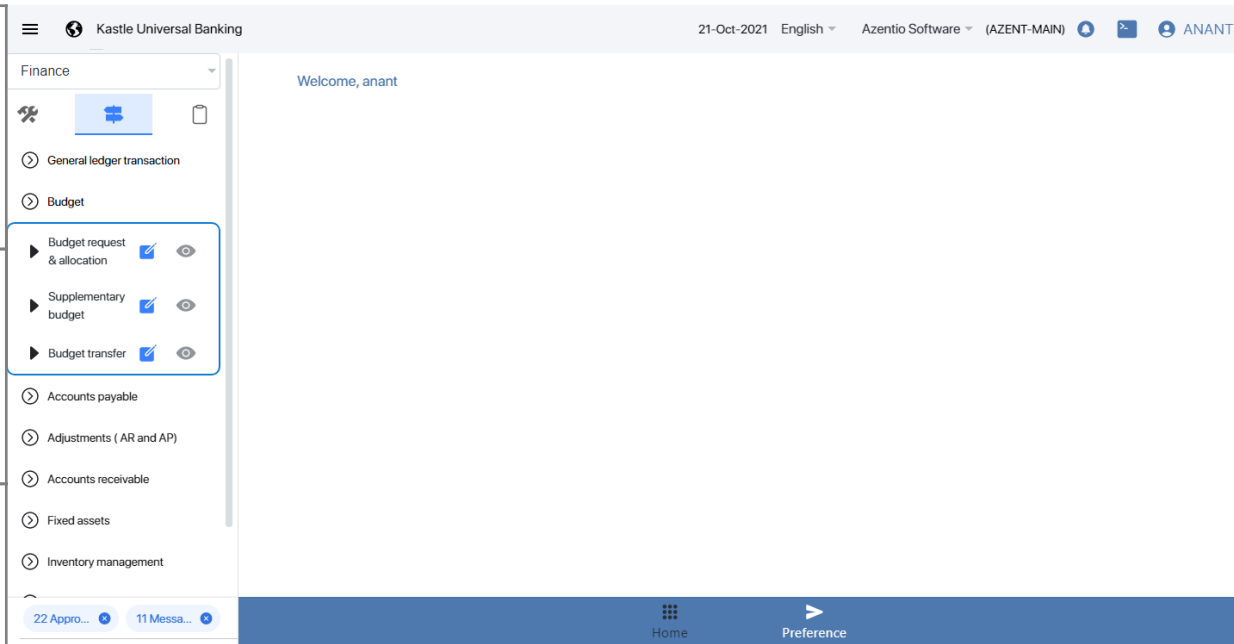 Kastle Universal Banking
21-Oct-2021 English Azentio Software (AZENT-MAIN) ANANT
Finance
Welcome, anant
General ledger transaction
Budget
Budget request
& allocation
Supplementary
budget
Budget transfer
Accounts payable
Adjustments ( AR and AP)
Accounts receivable
Fixed assets
Inventory management
22 Appro... 11 Messa...
Home Preference